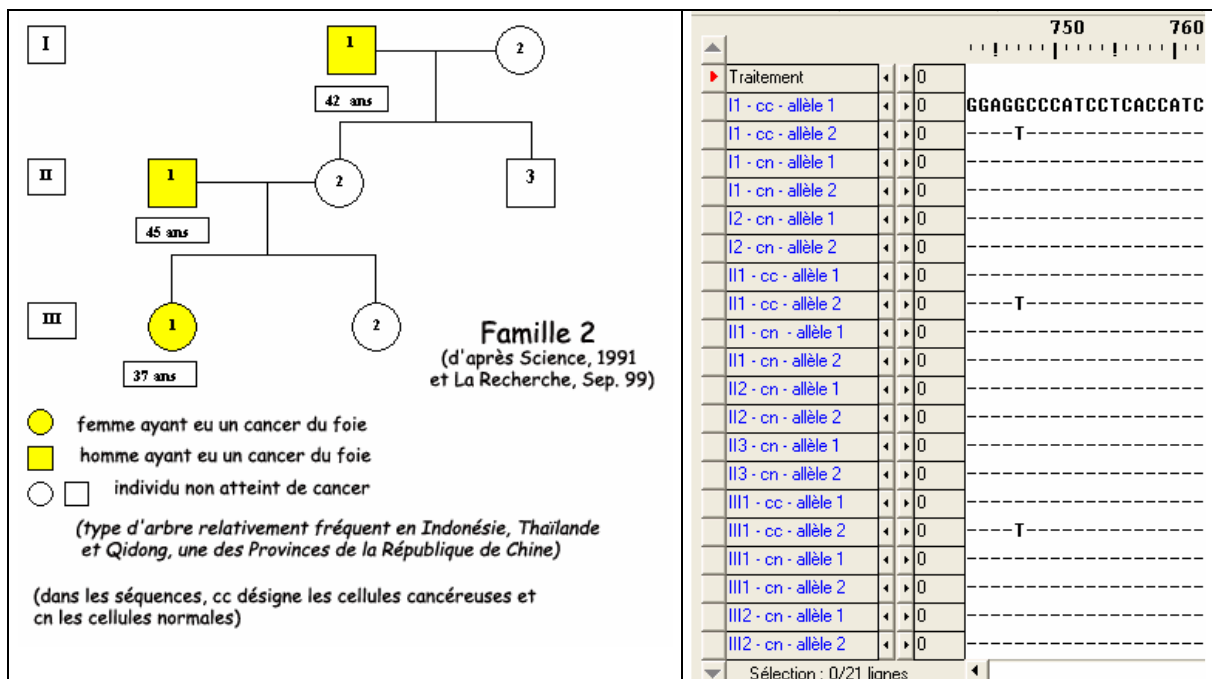 I
1
2
42 ans
II
1
2
3
45 ans
III
1
2
37 ans
Famille 2
(d'après Science, 1991
et La Recherche, Sep. 99)
femme ayant eu un cancer du foie
homme ayant eu un cancer du foie
individu non atteint de cancer
(type d'arbre relativement fréquent en Indonésie, Thaïlande
et Qidong, une des Provinces de la République de Chine)
(dans les séquences, cc désigne les cellules cancéreuses et
cn les cellules normales)
750 760
Traitement 0
I1 - cc - allèle 1 0 GGAGGCCCATCCTCACCATC
I1 - cc - allèle 2 0 ----T---------------
I1 - cn - allèle 1 0 --------------------
I1 - cn - allèle 2 0 --------------------
I2 - cn - allèle 1 0 --------------------
I2 - cn - allèle 2 0 --------------------
II1 - cc - allèle 1 0 --------------------
II1 - cc - allèle 2 0 ----T---------------
II1 - cn - allèle 1 0 --------------------
II1 - cn - allèle 2 0 --------------------
II2 - cn - allèle 1 0 --------------------
II2 - cn - allèle 2 0 --------------------
II3 - cn - allèle 1 0 --------------------
II3 - cn - allèle 2 0 --------------------
III1 - cc - allèle 1 0 --------------------
III1 - cc - allèle 2 0 ----T---------------
III1 - cn - allèle 1 0 --------------------
III1 - cn - allèle 2 0 --------------------
III2 - cn - allèle 1 0 --------------------
III2 - cn - allèle 2 0 --------------------
Sélection : 0/21 lignes